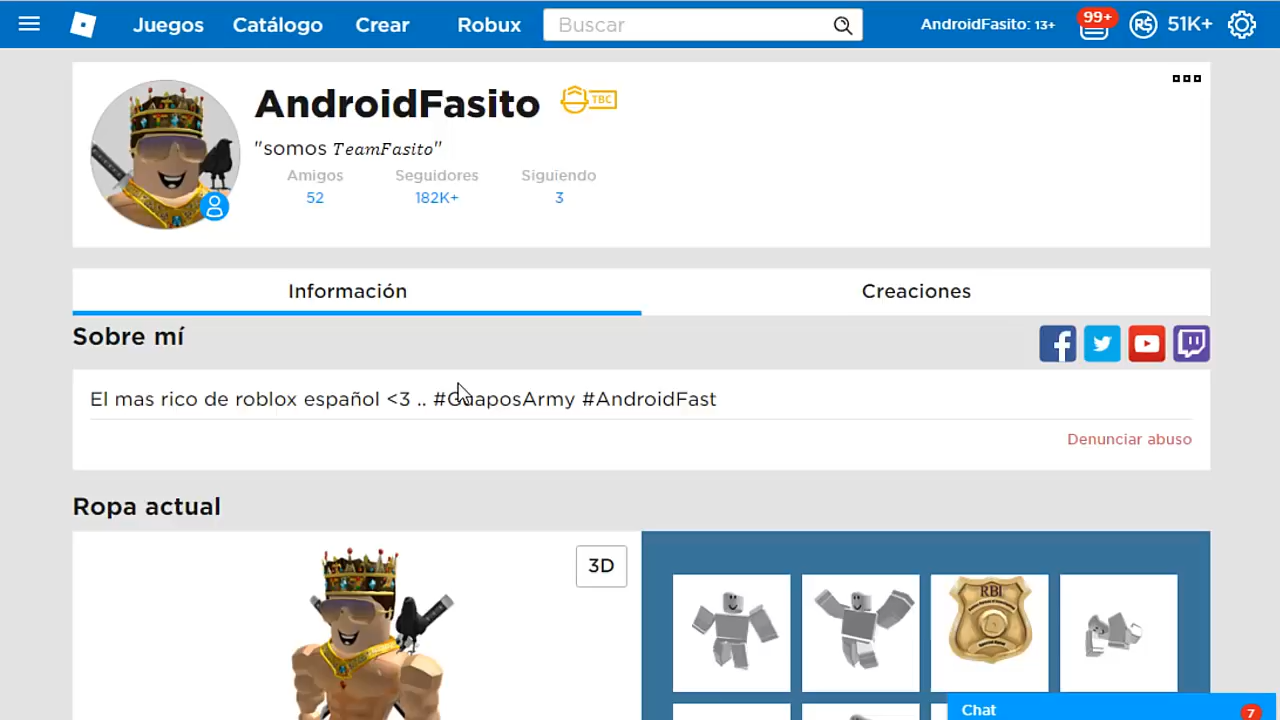 Juegos Catálogo Crear Robux Buscar AndroidFasito: 13+ 99+ R$ 51K+
AndroidFasito TBC
"somos TeamFasito"
Amigos Seguidores Siguiendo
52 182K+ 3
Información Creaciones
Sobre mí
El mas rico de roblox español <3 .. #GuaposArmy #AndroidFast
Denunciar abuso
Ropa actual
3D
RBI
Chat 7